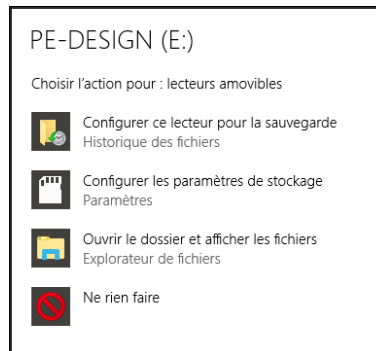 PE-DESIGN (E:)
Choisir l'action pour : lecteurs amovibles
Configurer ce lecteur pour la sauvegarde
Historique des fichiers
Configurer les paramètres de stockage
Paramètres
Ouvrir le dossier et afficher les fichiers
Explorateur de fichiers
Ne rien faire